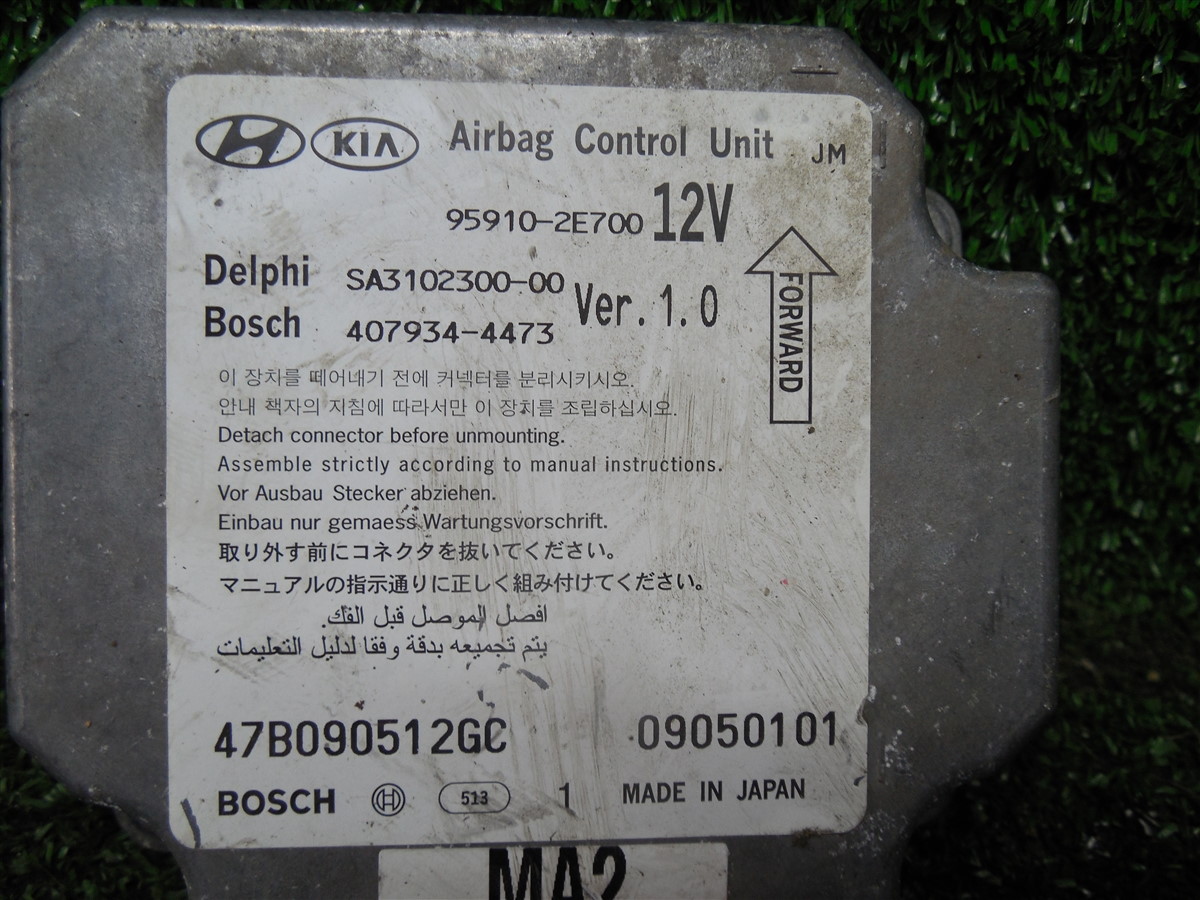 KIA Airbag Control Unit JM
95910-2E700 12V
Delphi SA3102300-00
Bosch 407934-4473
Ver. 1.0
FORWARD
이 장치를 떼어내기 전에 커넥터를 분리시키시오.
안내 책자의 지침에 따라서만 이 장치를 조립하십시오.
Detach connector before unmounting.
Assemble strictly according to manual instructions.
Vor Ausbau Stecker abziehen.
Einbau nur gemaess Wartungsvorschrift.
取り外す前にコネクタを抜いてください。
マニュアルの指示通りに正しく組み付けてください。
افصل الموصل قبل الفك.
يتم تجميعه بدقة وفقا لدليل التعليمات
47B090512GC 09050101
BOSCH 513 1 MADE IN JAPAN
MA2